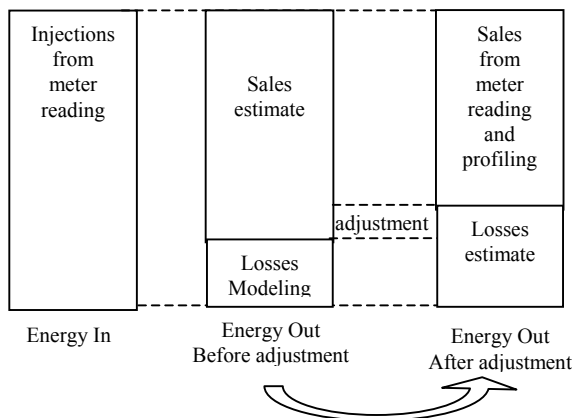 Injections
from
meter
reading
Sales
estimate
Sales
from
meter
reading
and
profiling
adjustment
Losses
Modeling
Losses
estimate
Energy In
Energy Out
Before adjustment
Energy Out
After adjustment